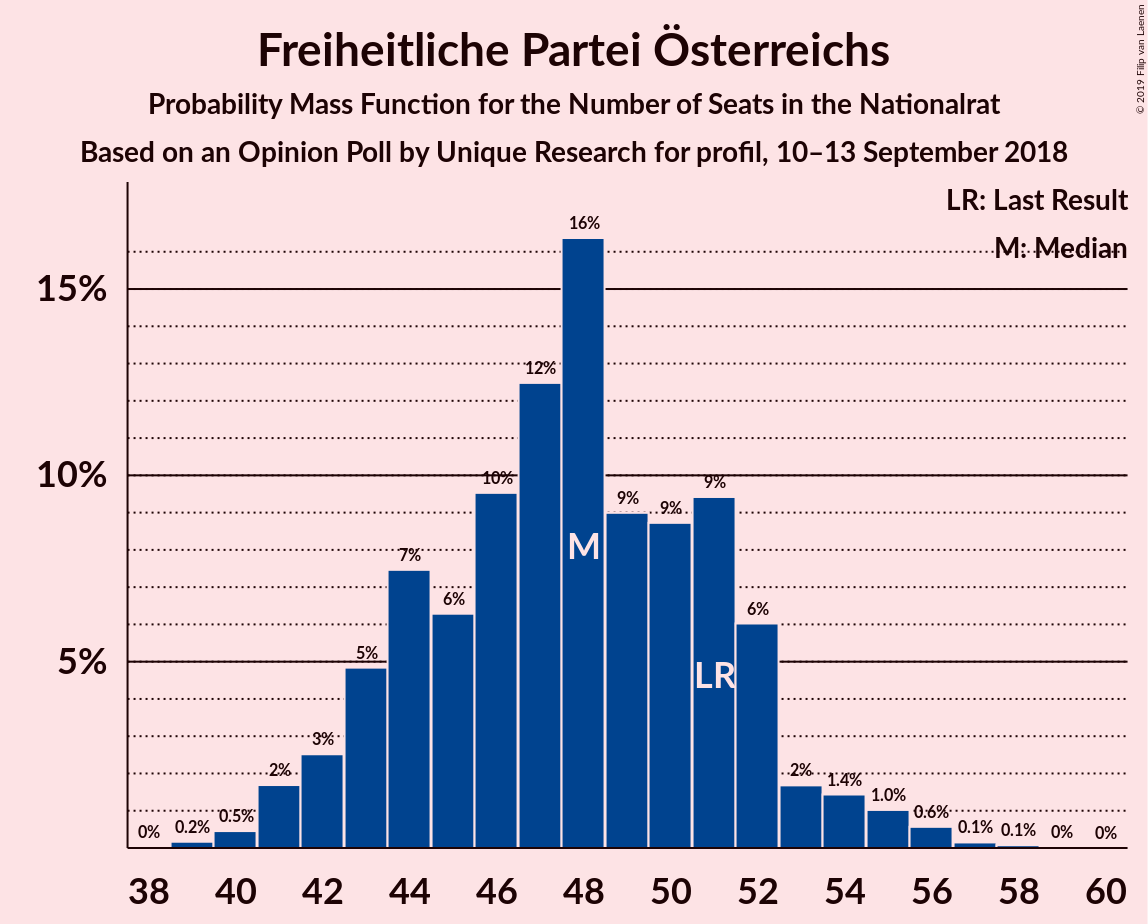 Freiheitliche Partei Österreichs
Probability Mass Function for the Number of Seats in the Nationalrat
Based on an Opinion Poll by Unique Research for profil, 10–13 September 2018
© 2019 Filip van Laenen
LR: Last Result
M: Median
15%
10%
5%
0%
0.2%
0.5%
2%
3%
5%
7%
6%
10%
12%
16%
9%
9%
9%
6%
2%
1.4%
1.0%
0.6%
0.1%
0.1%
0%
0%
M
LR
38 40 42 44 46 48 50 52 54 56 58 60